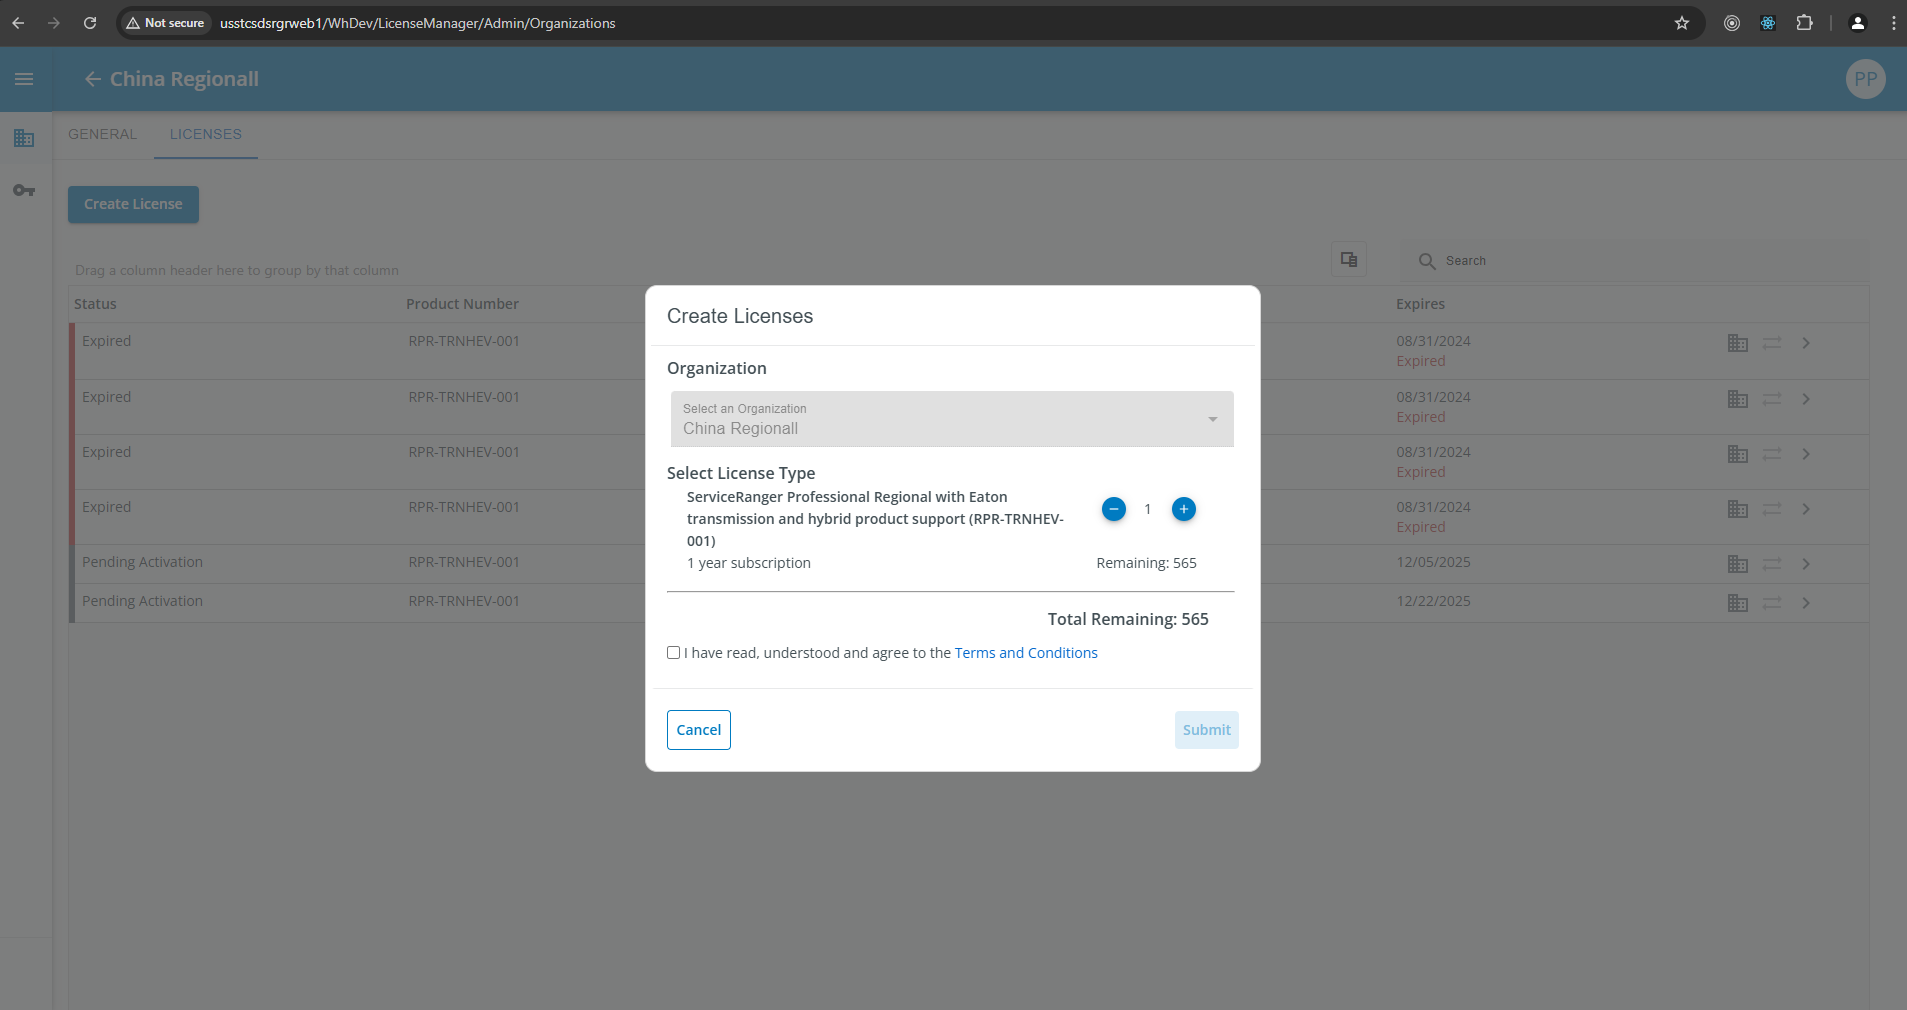 Not secure usstcsdsrgrweb1/WhDev/LicenseManager/Admin/Organizations
China Regionall
PP
GENERAL LICENSES
Create License
Drag a column header here to group by that column
Search
Status Product Number Expires
Expired RPR-TRNHEV-001 08/31/2024
Expired
Expired RPR-TRNHEV-001 08/31/2024
Expired
Expired RPR-TRNHEV-001 08/31/2024
Expired
Expired RPR-TRNHEV-001 08/31/2024
Expired
Pending Activation RPR-TRNHEV-001 12/05/2025
Pending Activation RPR-TRNHEV-001 12/22/2025
Create Licenses
Organization
Select an Organization
China Regionall
Select License Type
ServiceRanger Professional Regional with Eaton
transmission and hybrid product support (RPR-TRNHEV-
001)
1
1 year subscription
Remaining: 565
Total Remaining: 565
I have read, understood and agree to the Terms and Conditions
Cancel
Submit